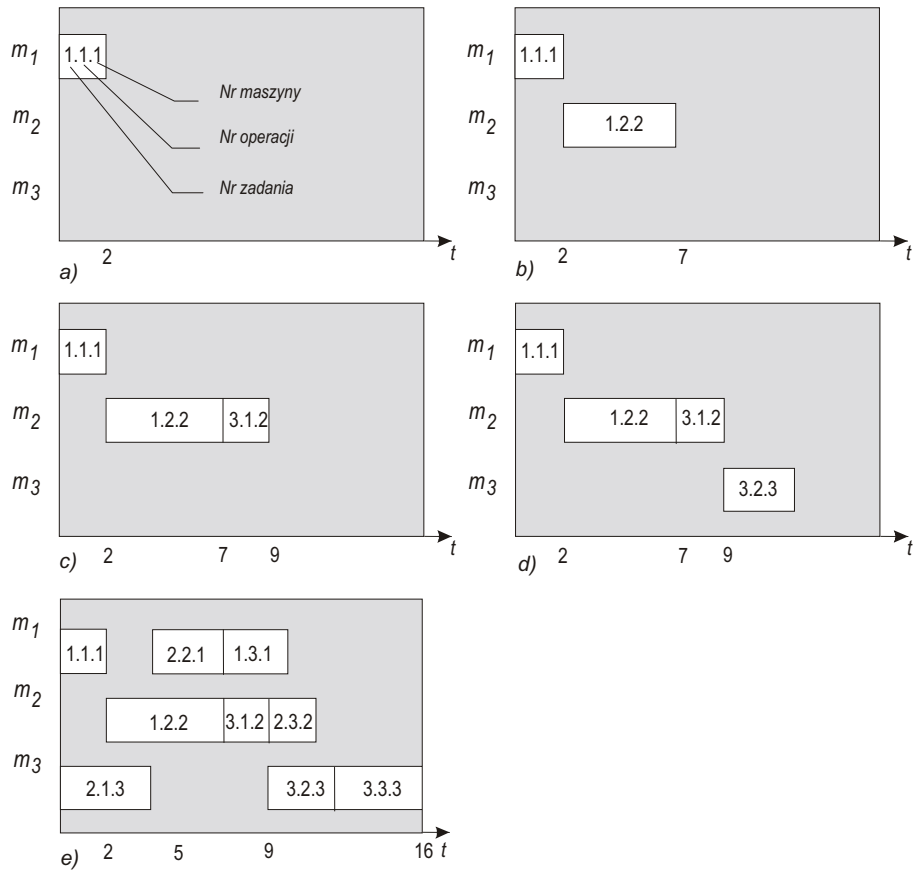 m1 1.1.1
Nr maszyny
m2
Nr operacji
m3
Nr zadania
2
t
a)
m1 1.1.1
m2 1.2.2
m3
2 7
t
b)
m1 1.1.1
m2 1.2.2 3.1.2
m3
2 7 9
t
c)
m1 1.1.1
m2 1.2.2 3.1.2
m3 3.2.3
2 7 9
t
d)
m1
1.1.1 2.2.1 1.3.1
m2
1.2.2 3.1.2 2.3.2
m3
2.1.3 3.2.3 3.3.3
2 5 9 16 t
e)